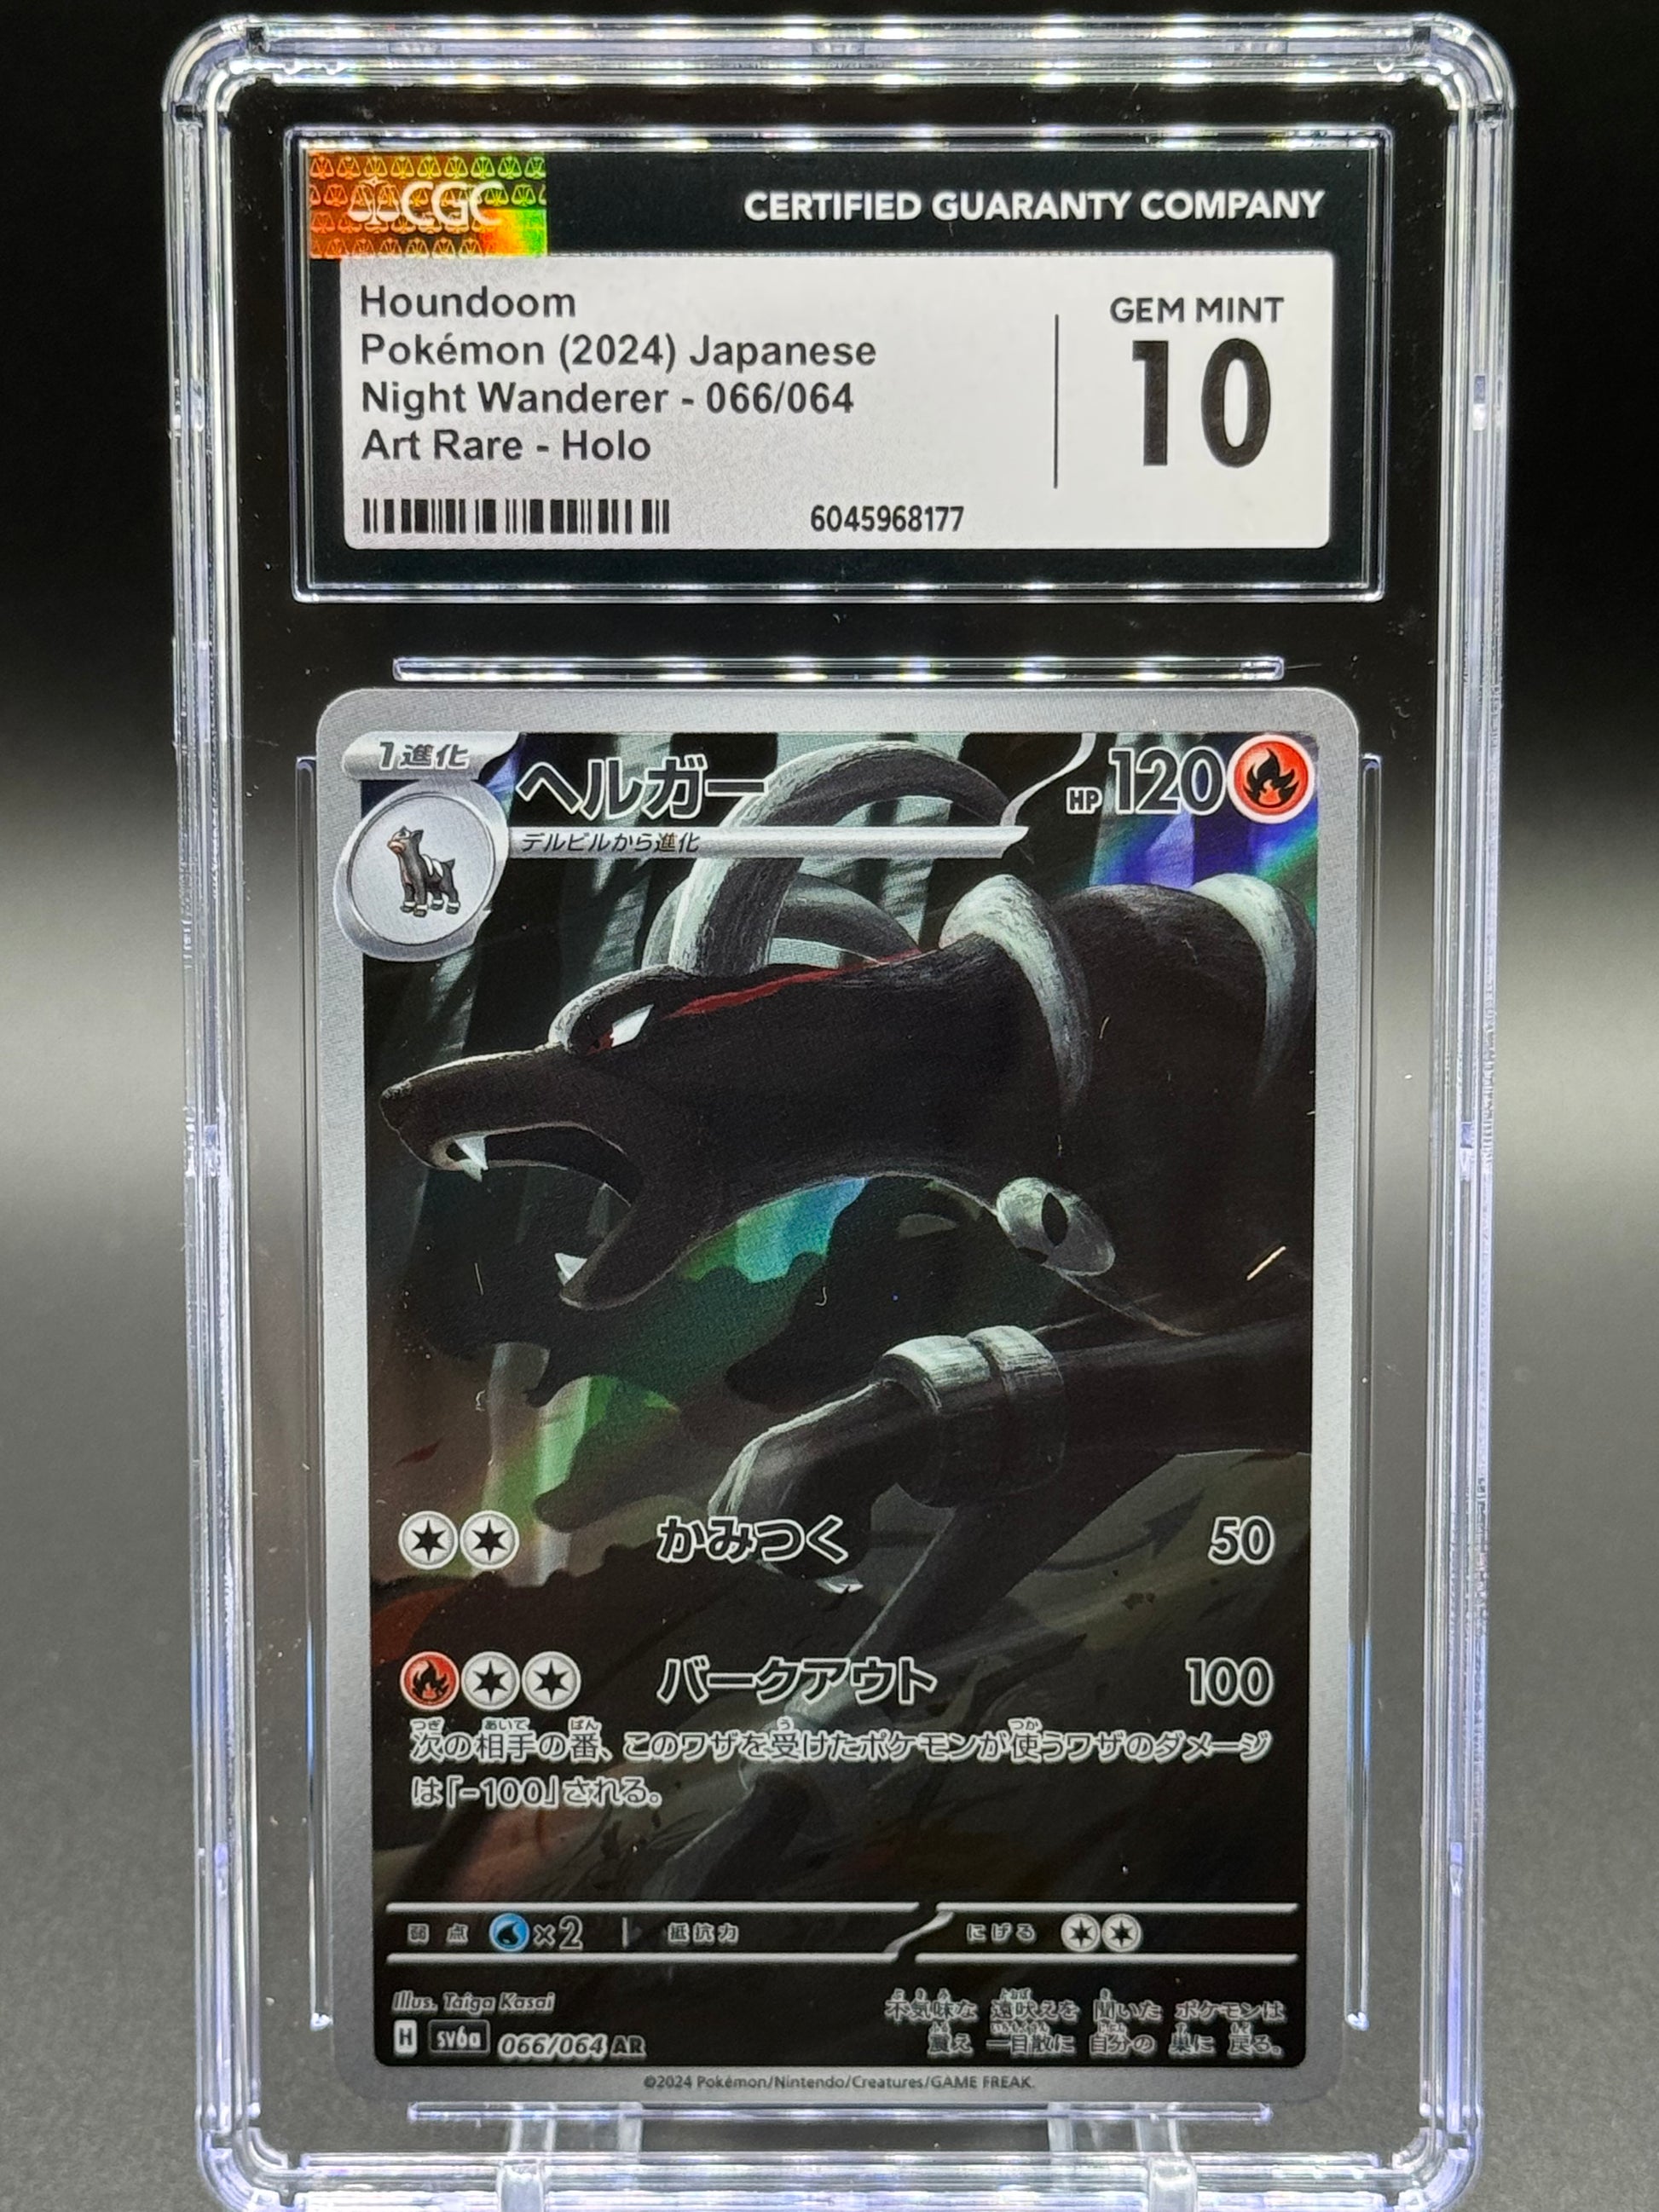 CGC
CERTIFIED GUARANTY COMPANY
Houndoom
Pokémon (2024) Japanese
Night Wanderer - 066/064
Art Rare - Holo
GEM MINT
10
6045968177
1進化
ヘルガー
HP120
デルビルから進化
かみつく 50
バークアウト 100
次の相手の番、このワザを受けたポケモンが使うワザのダメージ
は「-100」される。
弱点 ×2 抵抗力 にげる
Illus. Taiga Kasai
H sv6a 066/064 AR
不気味な 遠吠えを 聞いた ポケモンは
震え 一目散に 自分の 巣に 戻る。
©2024 Pokémon/Nintendo/Creatures/GAME FREAK.